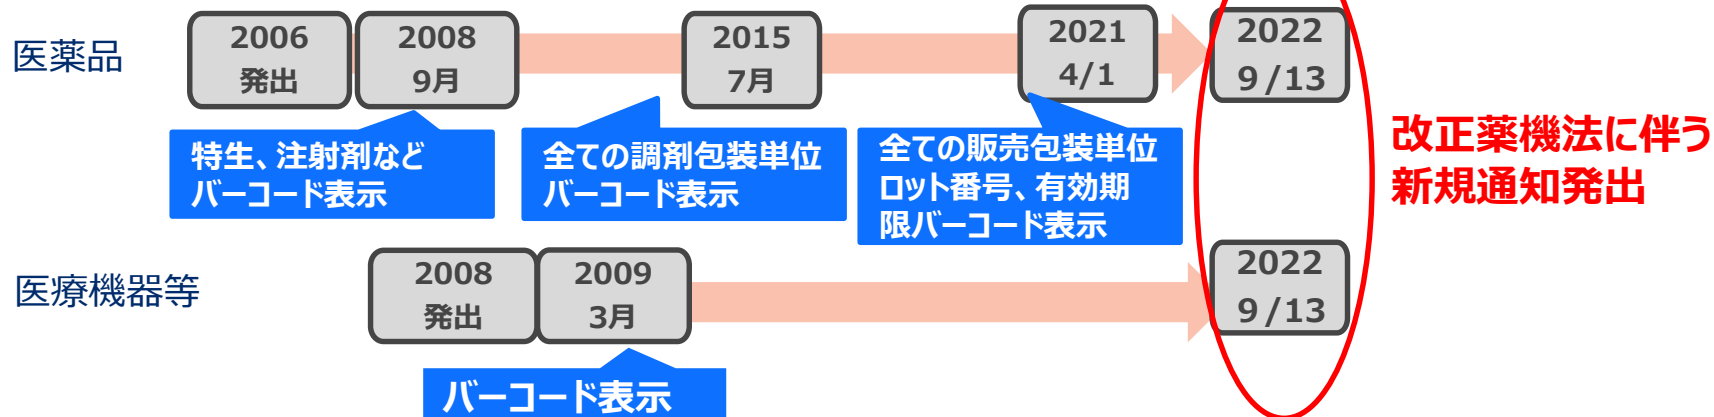 医薬品
2006
発出
2008
9月
2015
7月
2021
4/1
2022
9/13
特生、注射剤など
バーコード表示
全ての調剤包装単位
バーコード表示
全ての販売包装単位
ロット番号、有効期
限バーコード表示
改正薬機法に伴う
新規通知発出
医療機器等
2008
発出
2009
3月
2022
9/13
バーコード表示